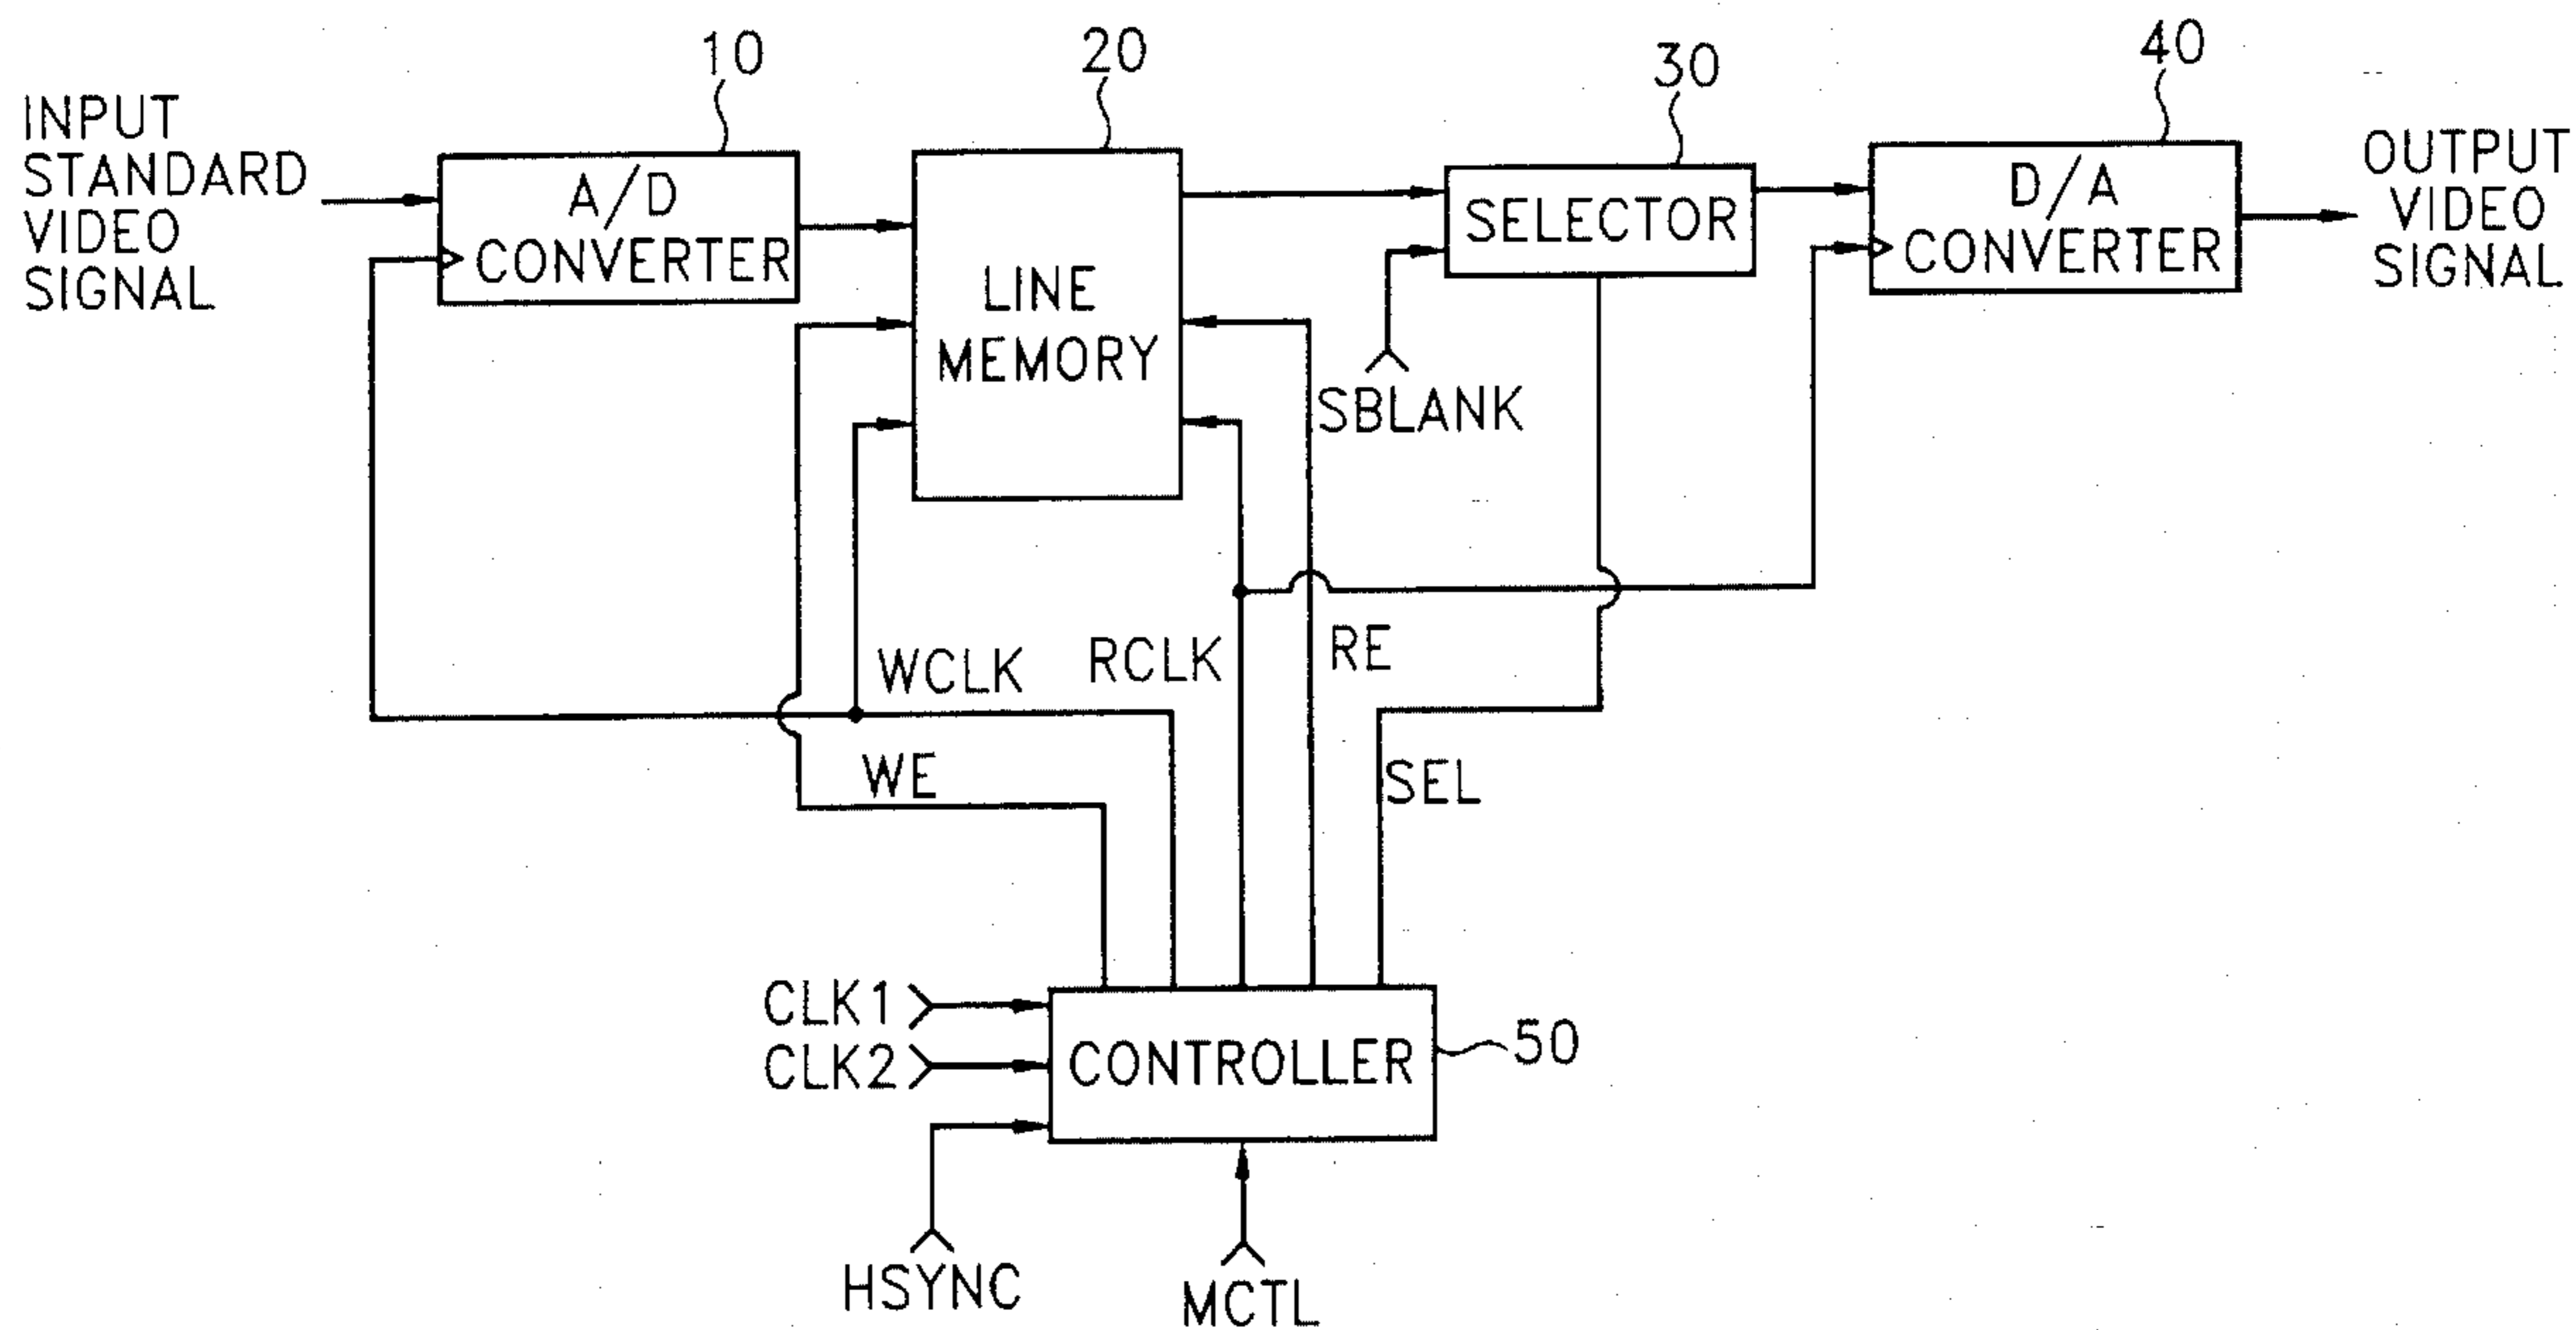 10
20
30
40
INPUT
STANDARD
VIDEO
SIGNAL
A/D
CONVERTER
LINE
MEMORY
SELECTOR
D/A
CONVERTER
OUTPUT
VIDEO
SIGNAL
SBLANK
WCLK
RCLK
RE
WE
SEL
CLK1
CLK2
CONTROLLER
50
HSYNC
MCTL